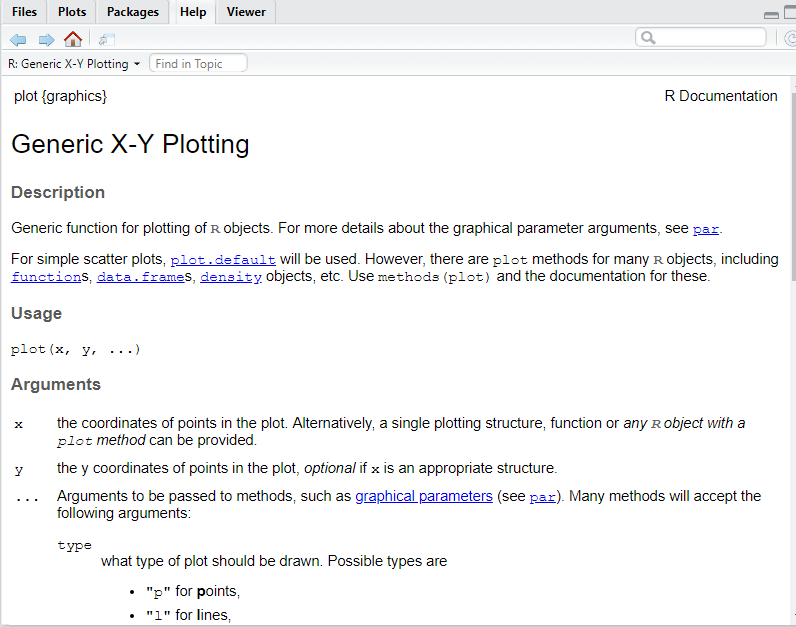 Files Plots Packages Help Viewer
R: Generic X-Y Plotting Find in Topic
plot {graphics} R Documentation
Generic X-Y Plotting
Description
Generic function for plotting of R objects. For more details about the graphical parameter arguments, see par.
For simple scatter plots, plot.default will be used. However, there are plot methods for many R objects, including
functions, data.frames, density objects, etc. Use methods(plot) and the documentation for these.
Usage
plot(x, y, ...)
Arguments
x the coordinates of points in the plot. Alternatively, a single plotting structure, function or any R object with a
plot method can be provided.
y the y coordinates of points in the plot, optional if x is an appropriate structure.
... Arguments to be passed to methods, such as graphical parameters (see par). Many methods will accept the
following arguments:
type
what type of plot should be drawn. Possible types are
• "p" for points,
• "l" for lines,